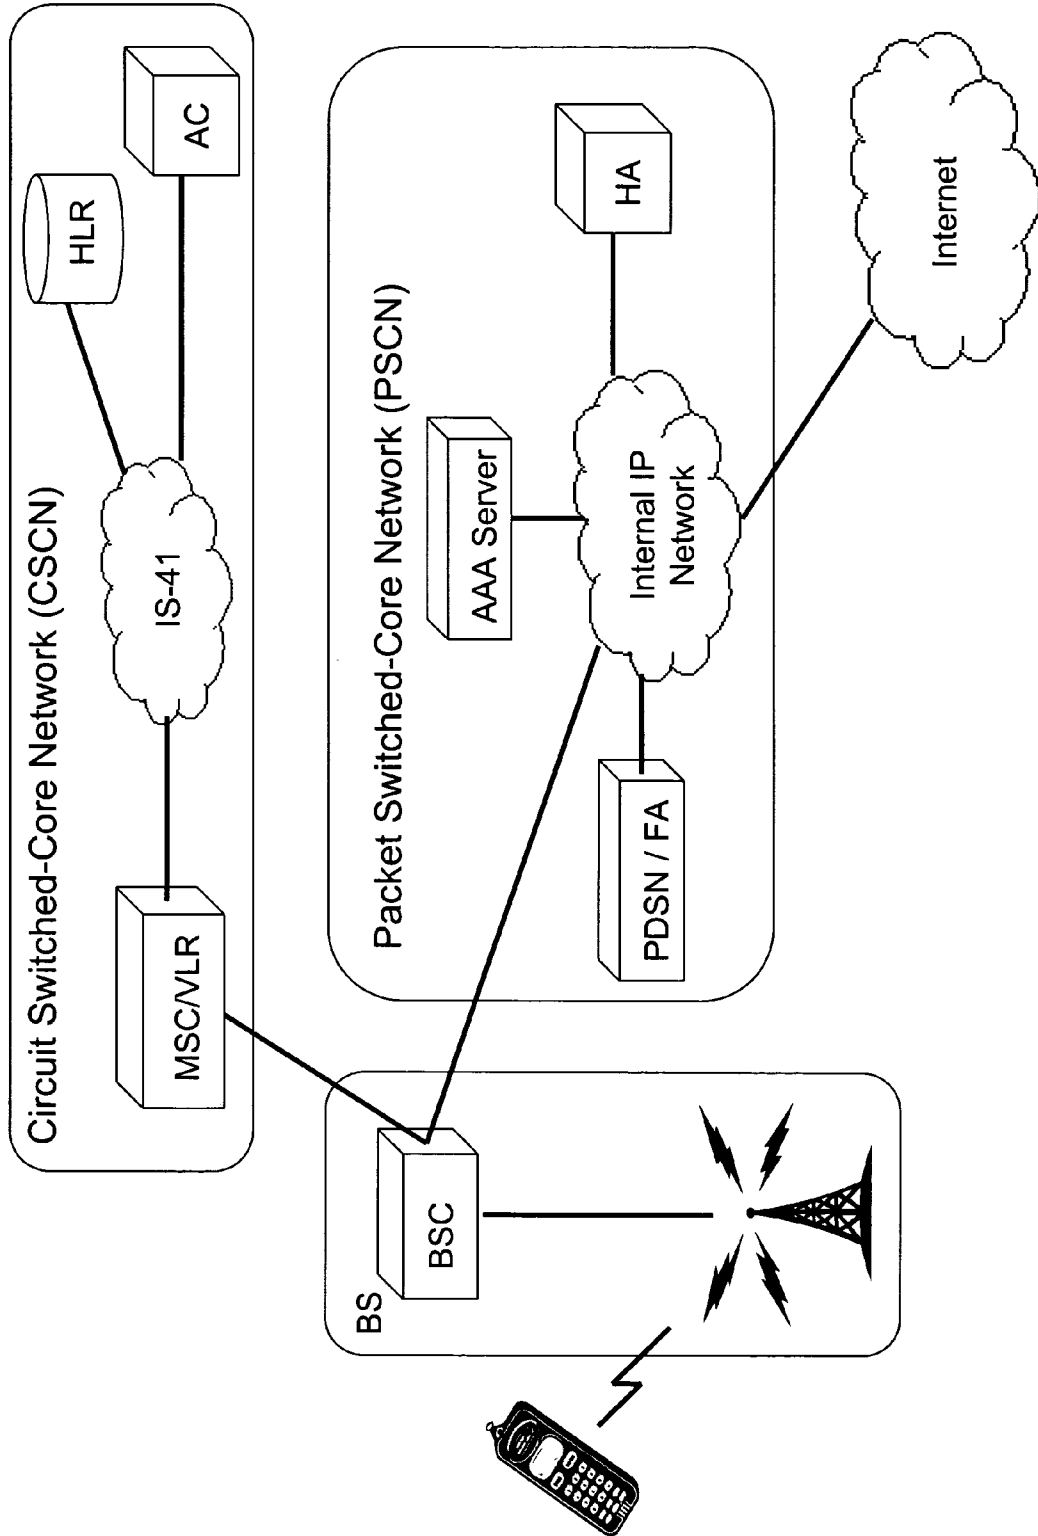 Circuit Switched-Core Network (CSCN)
MSC/VLR
IS-41
HLR
AC
BS
BSC
Packet Switched-Core Network (PSCN)
AAA Server
PDSN / FA
Internal IP
Network
HA
Internet